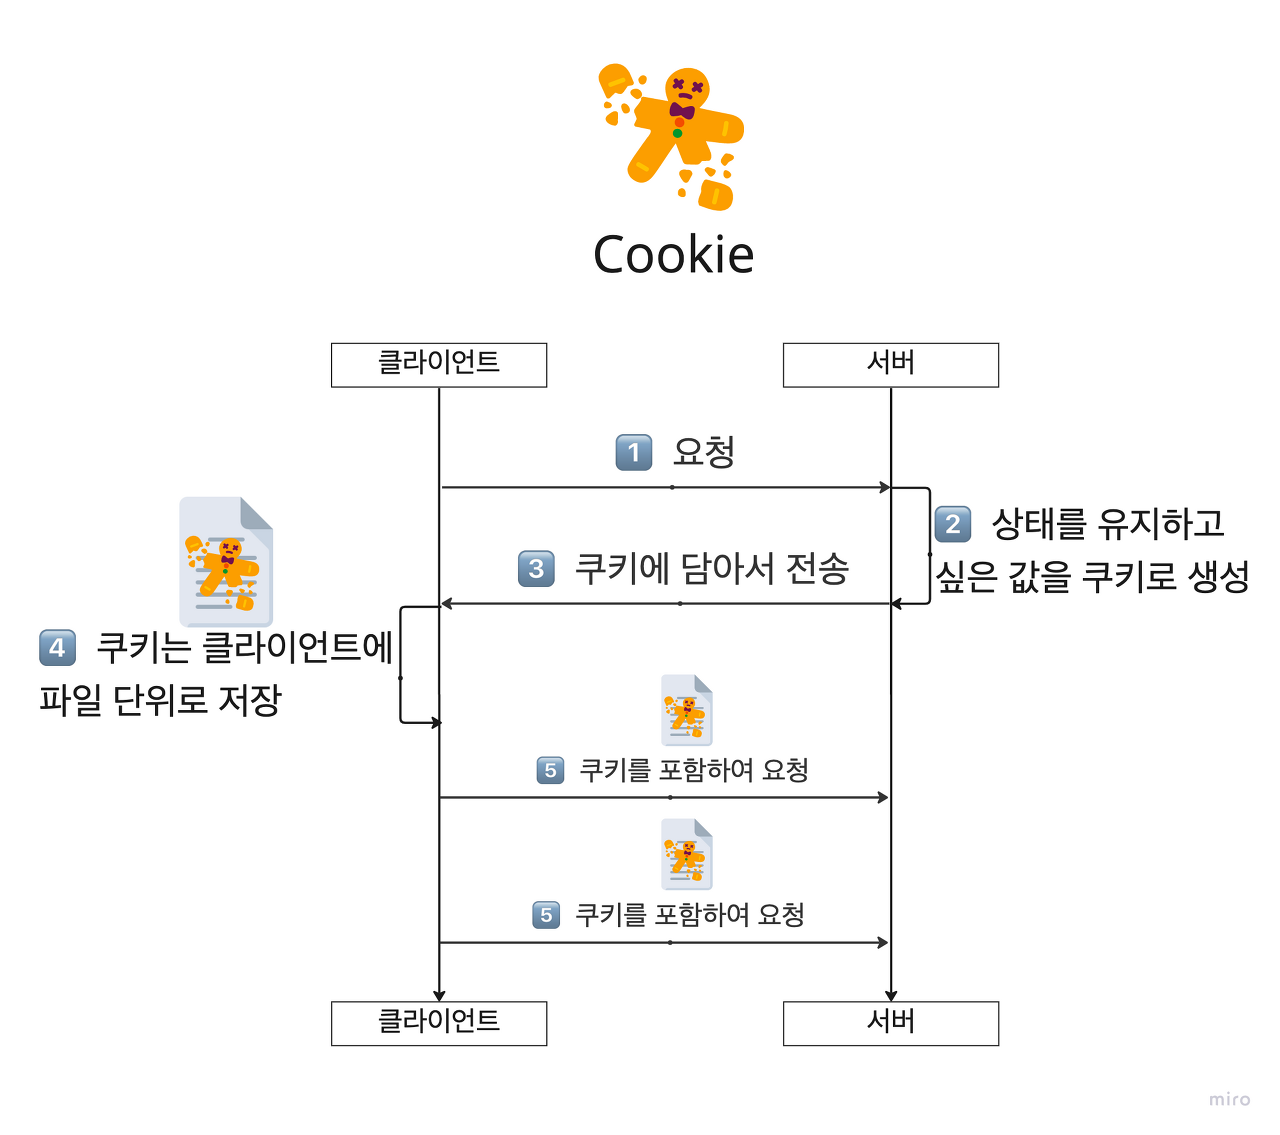 Cookie
클라이언트
서버
1 요청
2 상태를 유지하고
싶은 값을 쿠키로 생성
3 쿠키에 담아서 전송
4 쿠키는 클라이언트에
파일 단위로 저장
5 쿠키를 포함하여 요청
5 쿠키를 포함하여 요청
클라이언트
서버
miro